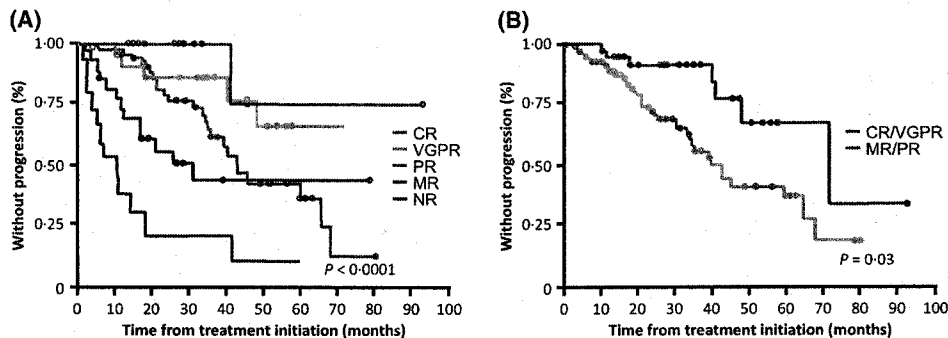 (A)
Without progression (%)
1·00
0·75
0·50
0·25
0
CR
VGPR
PR
MR
NR
P < 0·0001
0 10 20 30 40 50 60 70 80 90 100
Time from treatment initiation (months)
(B)
Without progression (%)
1·00
0·75
0·50
0·25
0
CR/VGPR
MR/PR
P = 0·03
0 10 20 30 40 50 60 70 80 90 100
Time from treatment initiation (months)